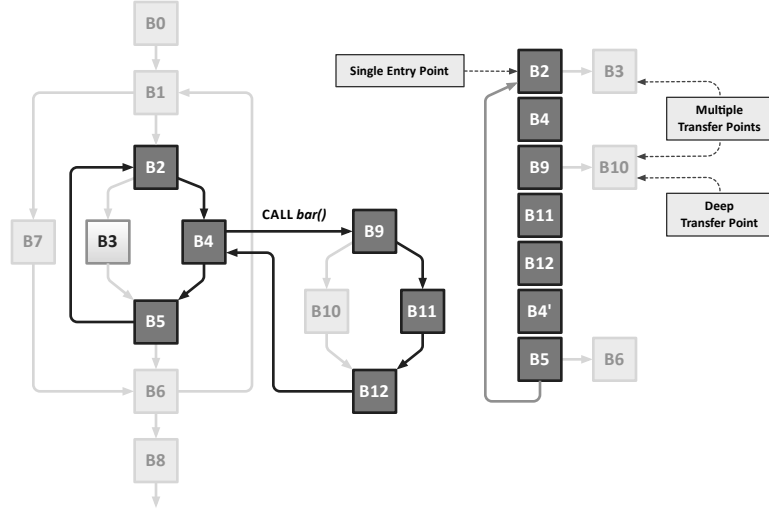 B0
B1
B2
B3
B4
B5
B6
B7
B8
CALL bar()
B9
B10
B11
B12
Single Entry Point
B2
B3
B4
B9
B10
B11
B12
B4'
B5
B6
Multiple
Transfer Points
Deep
Transfer Point